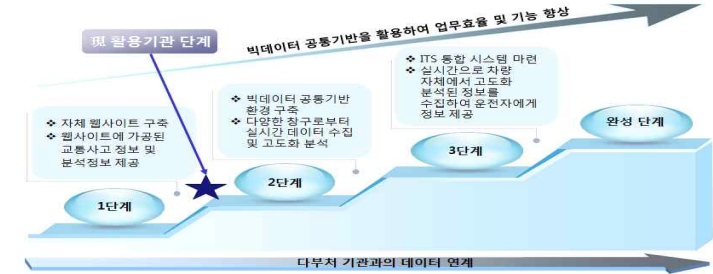 빅데이터 공통기반을 활용하여 업무효율 및 기능 향상
現 활용기관 단계
❖ ITS 통합 시스템 마련
❖ 실시간으로 차량
자체에서 고도화
분석된 정보를
수집하여 운전자에게
정보 제공
❖ 빅데이터 공통기반
환경 구축
❖ 다양한 창구로부터
실시간 데이터 수집
및 고도화 분석
❖ 자체 웹사이트 구축
❖ 웹사이트에 가공된
교통사고 정보 및
분석정보 제공
1단계
2단계
3단계
완성 단계
다부처 기관과의 데이터 연계